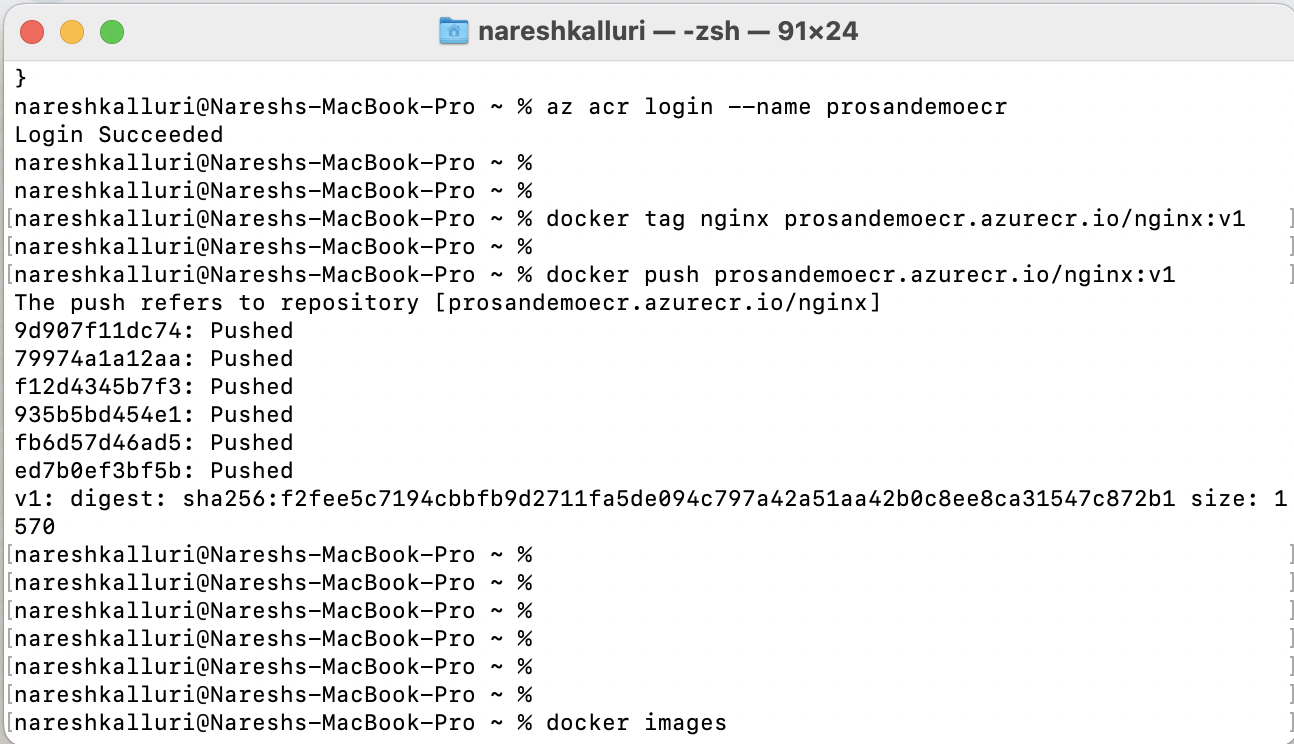 nareshkalluri — -zsh — 91×24
}
nareshkalluri@Nareshs-MacBook-Pro ~ % az acr login --name prosandemoecr
Login Succeeded
nareshkalluri@Nareshs-MacBook-Pro ~ %
nareshkalluri@Nareshs-MacBook-Pro ~ %
[nareshkalluri@Nareshs-MacBook-Pro ~ % docker tag nginx prosandemoecr.azurecr.io/nginx:v1 ]
[nareshkalluri@Nareshs-MacBook-Pro ~ % ]
[nareshkalluri@Nareshs-MacBook-Pro ~ % docker push prosandemoecr.azurecr.io/nginx:v1 ]
The push refers to repository [prosandemoecr.azurecr.io/nginx]
9d907f11dc74: Pushed
79974a1a12aa: Pushed
f12d4345b7f3: Pushed
935b5bd454e1: Pushed
fb6d57d46ad5: Pushed
ed7b0ef3bf5b: Pushed
v1: digest: sha256:f2fee5c7194cbbfb9d2711fa5de094c797a42a51aa42b0c8ee8ca31547c872b1 size: 1
570
[nareshkalluri@Nareshs-MacBook-Pro ~ % ]
[nareshkalluri@Nareshs-MacBook-Pro ~ % ]
[nareshkalluri@Nareshs-MacBook-Pro ~ % ]
[nareshkalluri@Nareshs-MacBook-Pro ~ % ]
[nareshkalluri@Nareshs-MacBook-Pro ~ % ]
[nareshkalluri@Nareshs-MacBook-Pro ~ % ]
[nareshkalluri@Nareshs-MacBook-Pro ~ % docker images ]